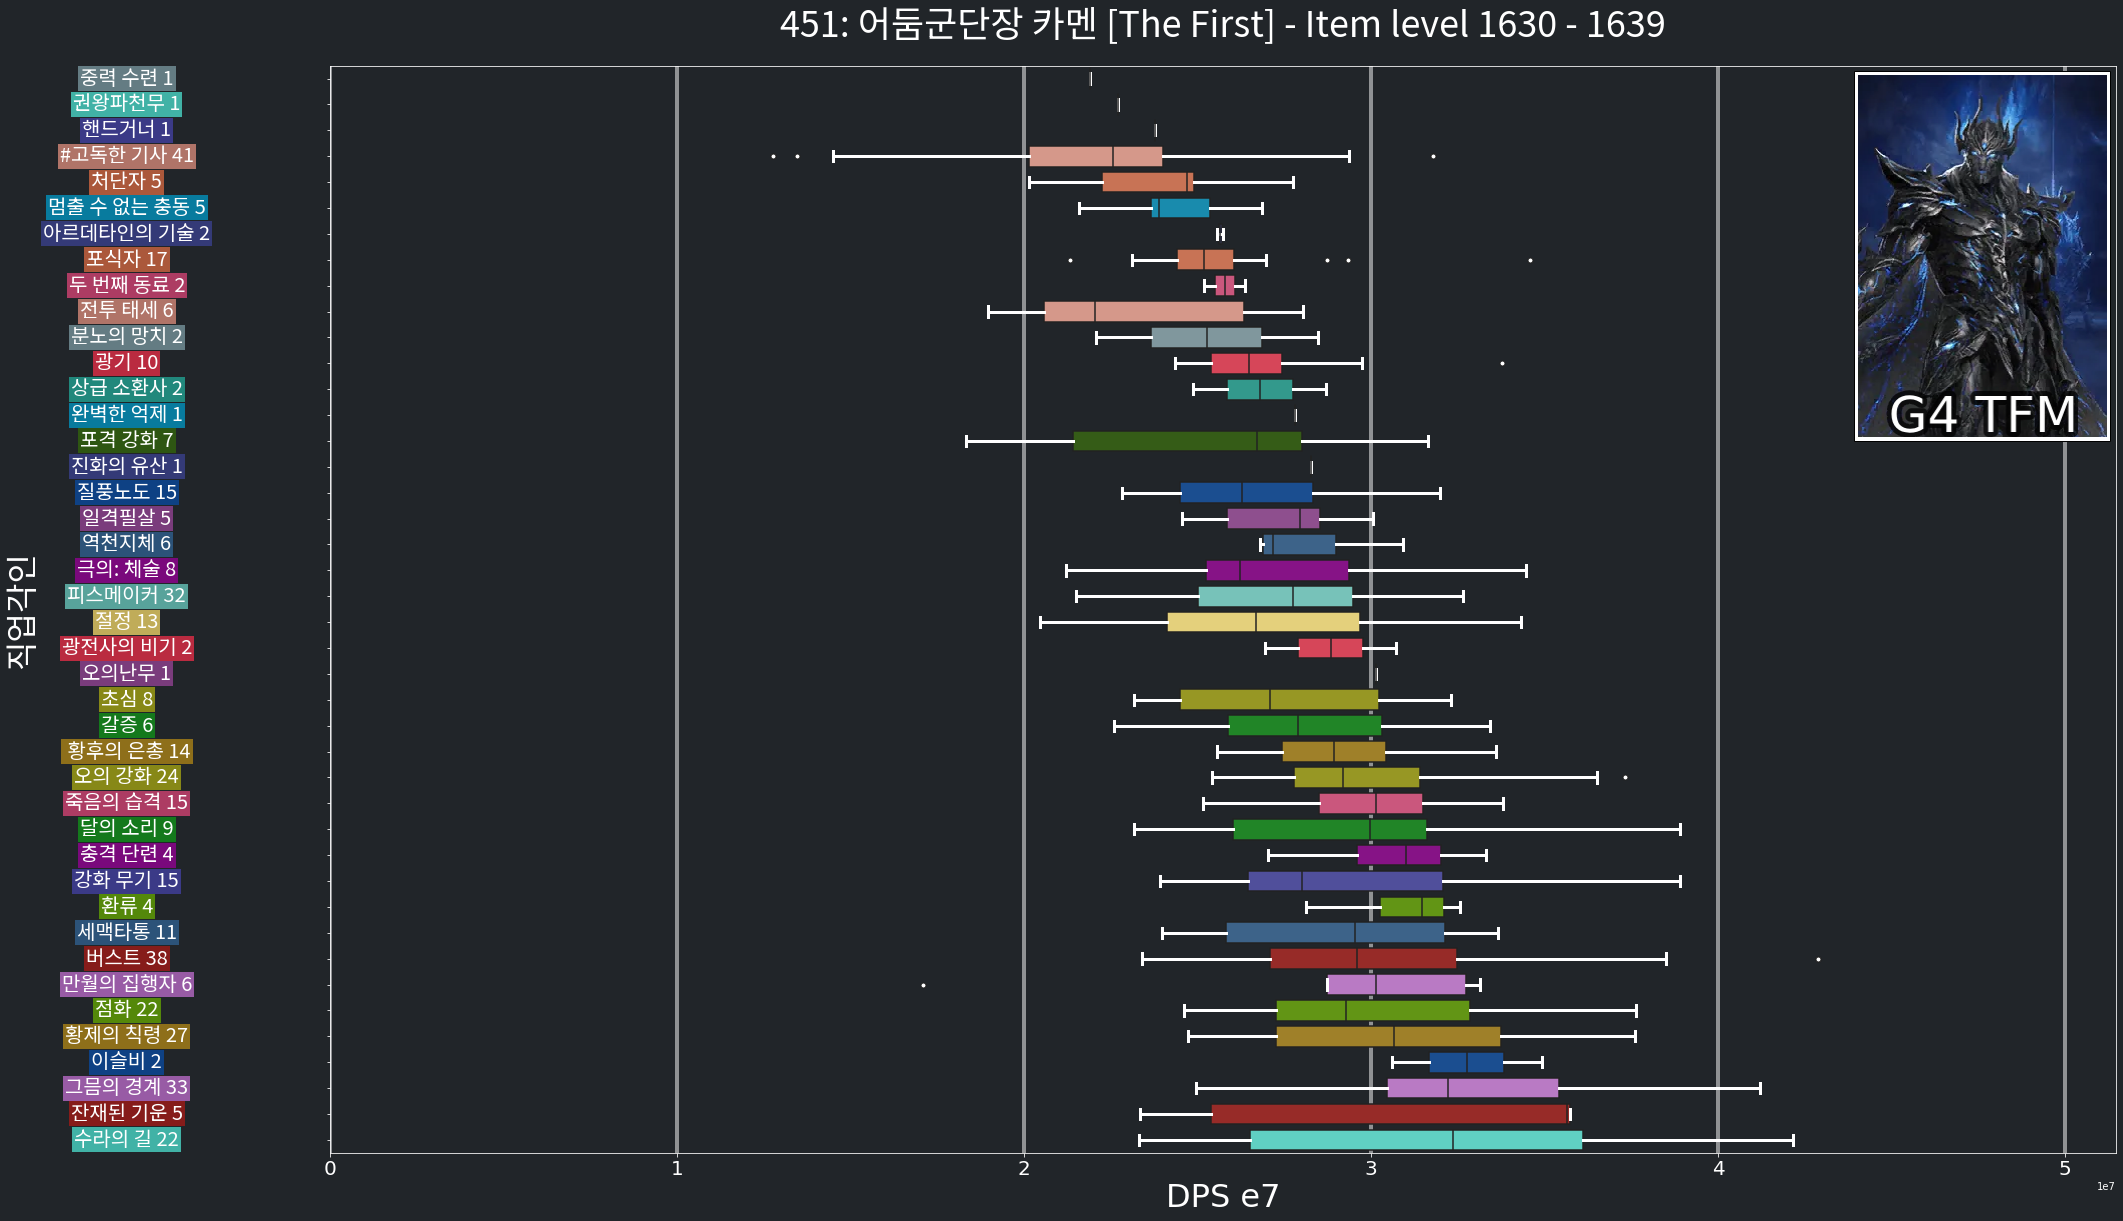 451: 어둠군단장 카멘 [The First] - Item level 1630 - 1639
중력 수련 1
권왕파천무 1
핸드거너 1
#고독한 기사 41
처단자 5
멈출 수 없는 충동 5
아르데타인의 기술 2
포식자 17
두 번째 동료 2
전투 태세 6
분노의 망치 2
광기 10
상급 소환사 2
완벽한 억제 1
포격 강화 7
진화의 유산 1
질풍노도 15
일격필살 5
역천지체 6
극의: 체술 8
피스메이커 32
절정 13
광전사의 비기 2
오의난무 1
초심 8
갈증 6
황후의 은총 14
오의 강화 24
죽음의 습격 15
달의 소리 9
충격 단련 4
강화 무기 15
환류 4
세맥타통 11
버스트 38
만월의 집행자 6
점화 22
황제의 칙령 27
이슬비 2
그믐의 경계 33
잔재된 기운 5
수라의 길 22
직업각인
G4 TFM
0 1 2 3 4 5
1e7
DPS e7